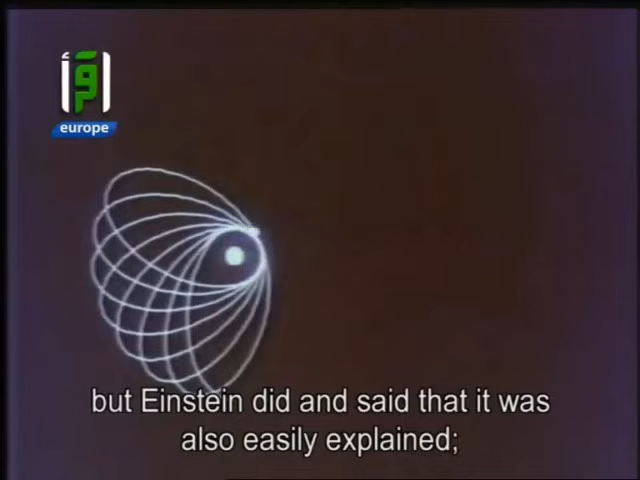 اقرأ
europe
but Einstein did and said that it was
also easily explained;